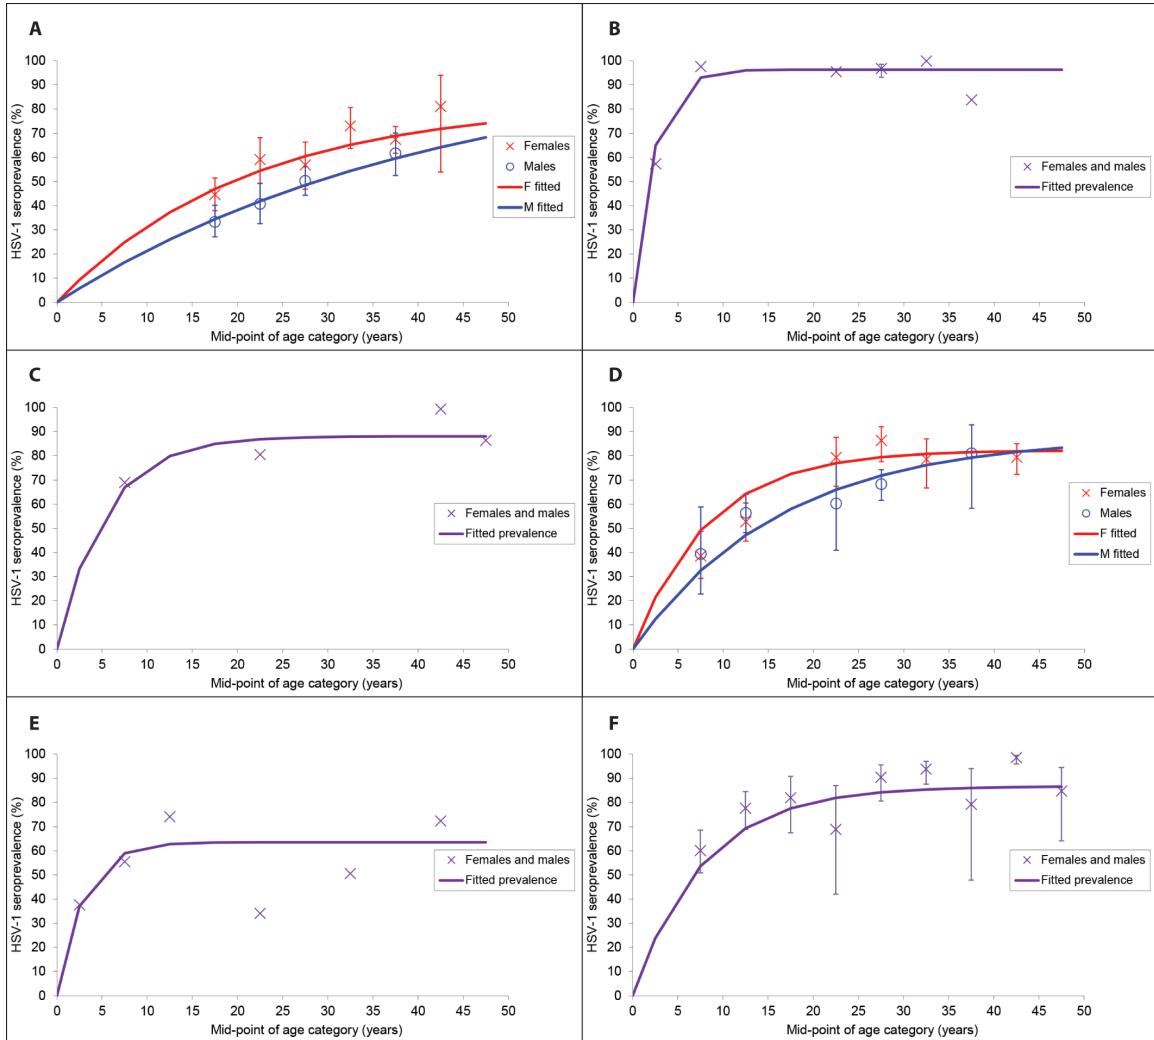 A
HSV-1 seroprevalence (%)
100
90
80
70
60
50
40
30
20
10
0
0 5 10 15 20 25 30 35 40 45 50
Mid-point of age category (years)
Females
Males
F fitted
M fitted
B
HSV-1 seroprevalence (%)
100
90
80
70
60
50
40
30
20
10
0
0 5 10 15 20 25 30 35 40 45 50
Mid-point of age category (years)
Females and males
Fitted prevalence
C
HSV-1 seroprevalence (%)
100
90
80
70
60
50
40
30
20
10
0
0 5 10 15 20 25 30 35 40 45 50
Mid-point of age category (years)
Females and males
Fitted prevalence
D
HSV-1 seroprevalence (%)
100
90
80
70
60
50
40
30
20
10
0
0 5 10 15 20 25 30 35 40 45 50
Mid-point of age category (years)
Females
Males
F fitted
M fitted
E
HSV-1 seroprevalence (%)
100
90
80
70
60
50
40
30
20
10
0
0 5 10 15 20 25 30 35 40 45 50
Mid-point of age category (years)
Females and males
Fitted prevalence
F
HSV-1 seroprevalence (%)
100
90
80
70
60
50
40
30
20
10
0
0 5 10 15 20 25 30 35 40 45 50
Mid-point of age category (years)
Females and males
Fitted prevalence